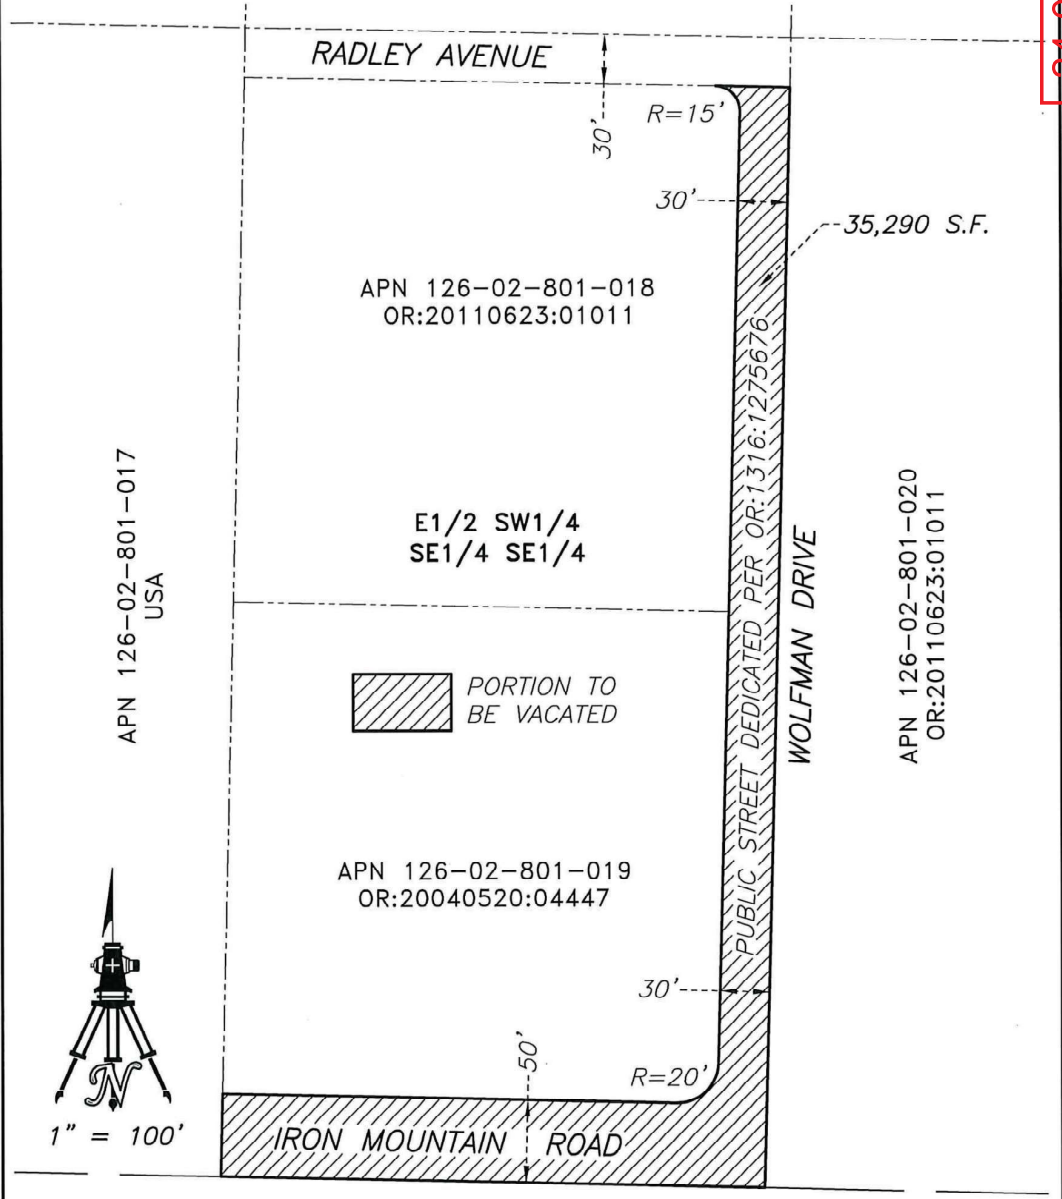 RADLEY AVENUE
30'
R=15'
30'
35,290 S.F.
APN 126-02-801-018
OR:20110623:01011
APN 126-02-801-017
USA
E1/2 SW1/4
SE1/4 SE1/4
PUBLIC STREET DEDICATED PER OR:1316:1275676
WOLFMAN DRIVE
APN 126-02-801-020
OR:20110623:01011
PORTION TO
BE VACATED
APN 126-02-801-019
OR:20040520:04447
30'
50'
R=20'
N
1" = 100'
IRON MOUNTAIN ROAD